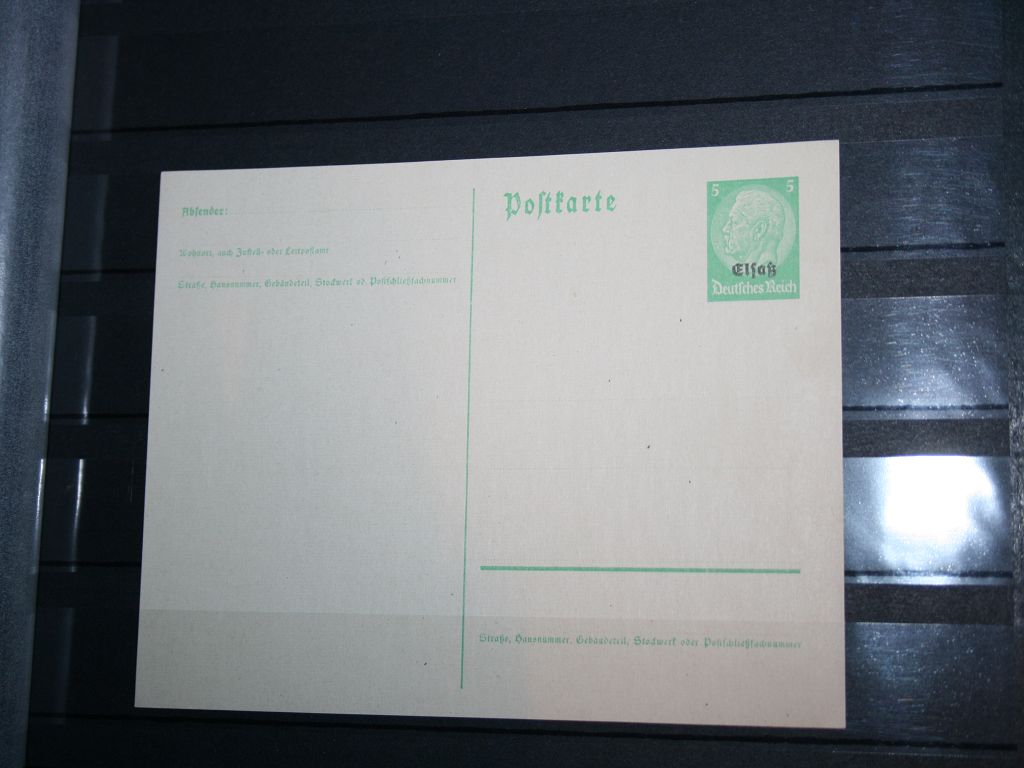 Absender:
Wohnort, auch Zustell- oder Leitpostamt
Straße, Hausnummer, Gebäudeteil, Stockwerk od. Postschließfachnummer
Postkarte
5 5
Elsaß
Deutsches Reich
Straße, Hausnummer, Gebäudeteil, Stockwerk oder Postschließfachnummer